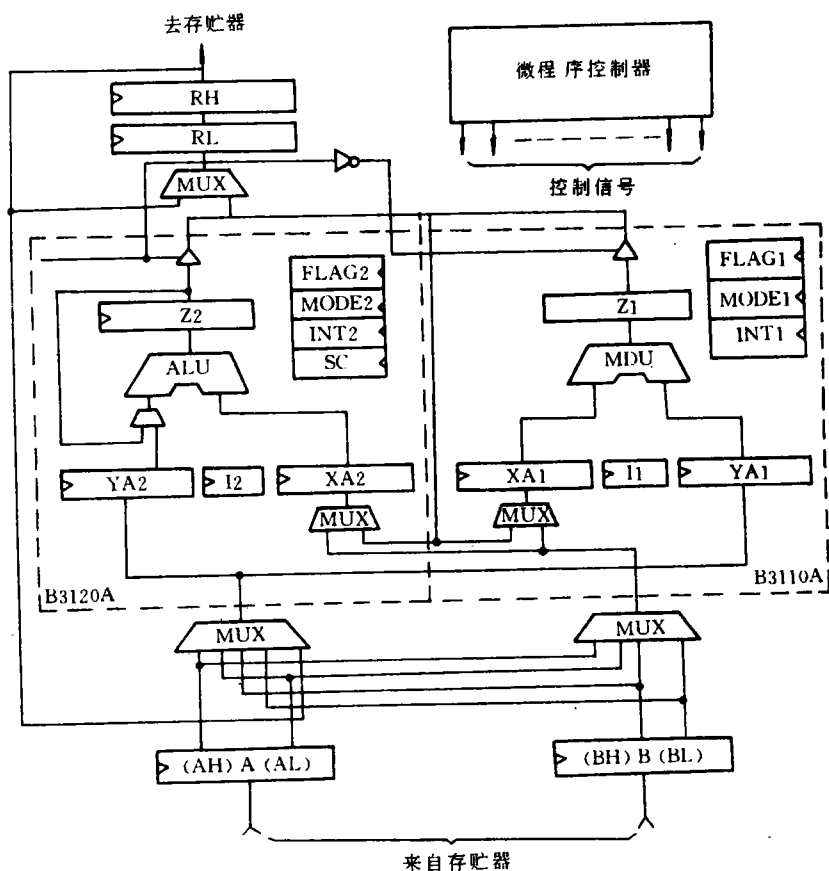 去存贮器
微程序控制器
RH
RL
MUX
控制信号
FLAG2
MODE2
INT2
SC
FLAG1
MODE1
INT1
Z2
Z1
ALU
MDU
YA2
I2
XA2
XA1
I1
YA1
MUX
MUX
B3120A
B3110A
MUX
MUX
(AH) A (AL)
(BH) B (BL)
来自存贮器